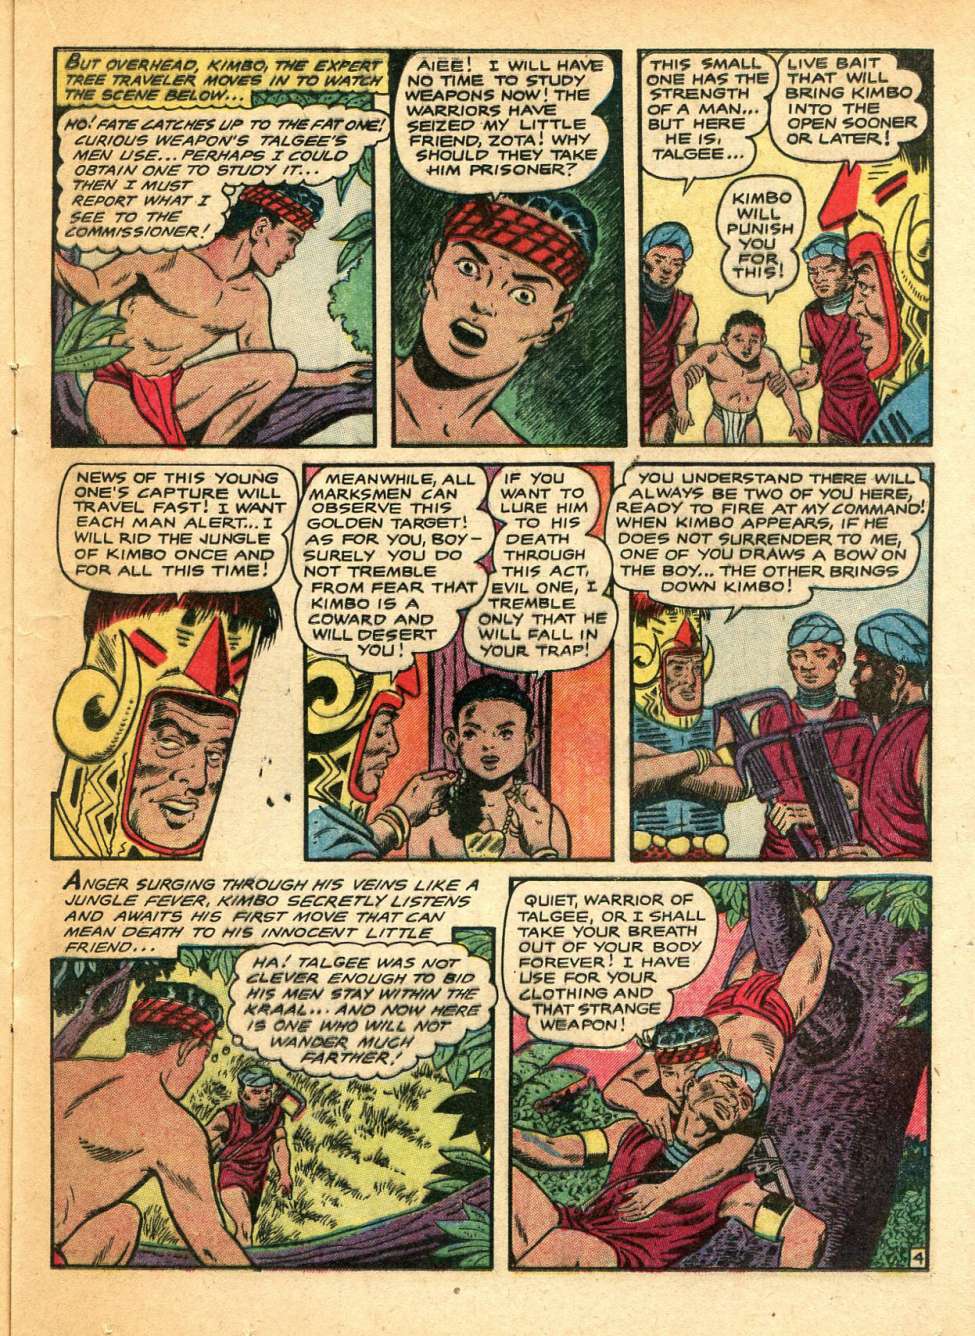 BUT OVERHEAD, KIMBO, THE EXPERT
TREE TRAVELER MOVES IN TO WATCH
THE SCENE BELOW...
HO! FATE CATCHES UP TO THE FAT ONE!
CURIOUS WEAPON'S TALGEE'S
MEN USE... PERHAPS I COULD
OBTAIN ONE TO STUDY IT...
THEN I MUST
REPORT WHAT I
SEE TO THE
COMMISSIONER!
AIEE! I WILL HAVE
NO TIME TO STUDY
WEAPONS NOW! THE
WARRIORS HAVE
SEIZED MY LITTLE
FRIEND, ZOTA! WHY
SHOULD THEY TAKE
HIM PRISONER?
THIS SMALL
ONE HAS THE
STRENGTH
OF A MAN...
BUT HERE
HE IS,
TALGEE...
LIVE BAIT
THAT WILL
BRING KIMBO
INTO THE
OPEN SOONER
OR LATER!
KIMBO
WILL
PUNISH
YOU
FOR
THIS!
NEWS OF THIS YOUNG
ONE'S CAPTURE WILL
TRAVEL FAST! I WANT
EACH MAN ALERT... I
WILL RID THE JUNGLE
OF KIMBO ONCE AND
FOR ALL THIS TIME!
MEANWHILE, ALL
MARKSMEN CAN
OBSERVE THIS
GOLDEN TARGET!
AS FOR YOU, BOY-
SURELY YOU DO
NOT TREMBLE
FROM FEAR THAT
KIMBO IS A
COWARD AND
WILL DESERT
YOU!
IF YOU
WANT TO
LURE HIM
TO HIS
DEATH
THROUGH
THIS ACT,
EVIL ONE, I
TREMBLE
ONLY THAT HE
WILL FALL IN
YOUR TRAP!
YOU UNDERSTAND THERE WILL
ALWAYS BE TWO OF YOU HERE,
READY TO FIRE AT MY COMMAND!
WHEN KIMBO APPEARS, IF HE
DOES NOT SURRENDER TO ME,
ONE OF YOU DRAWS A BOW ON
THE BOY... THE OTHER BRINGS
DOWN KIMBO!
ANGER SURGING THROUGH HIS VEINS LIKE A
JUNGLE FEVER, KIMBO SECRETLY LISTENS
AND AWAITS HIS FIRST MOVE THAT CAN
MEAN DEATH TO HIS INNOCENT LITTLE
FRIEND...
HA! TALGEE WAS NOT
CLEVER ENOUGH TO BID
HIS MEN STAY WITHIN THE
KRAAL... AND NOW HERE
IS ONE WHO WILL NOT
WANDER MUCH
FARTHER!
QUIET, WARRIOR OF
TALGEE, OR I SHALL
TAKE YOUR BREATH
OUT OF YOUR BODY
FOREVER! I HAVE
USE FOR YOUR
CLOTHING AND
THAT STRANGE
WEAPON!
4